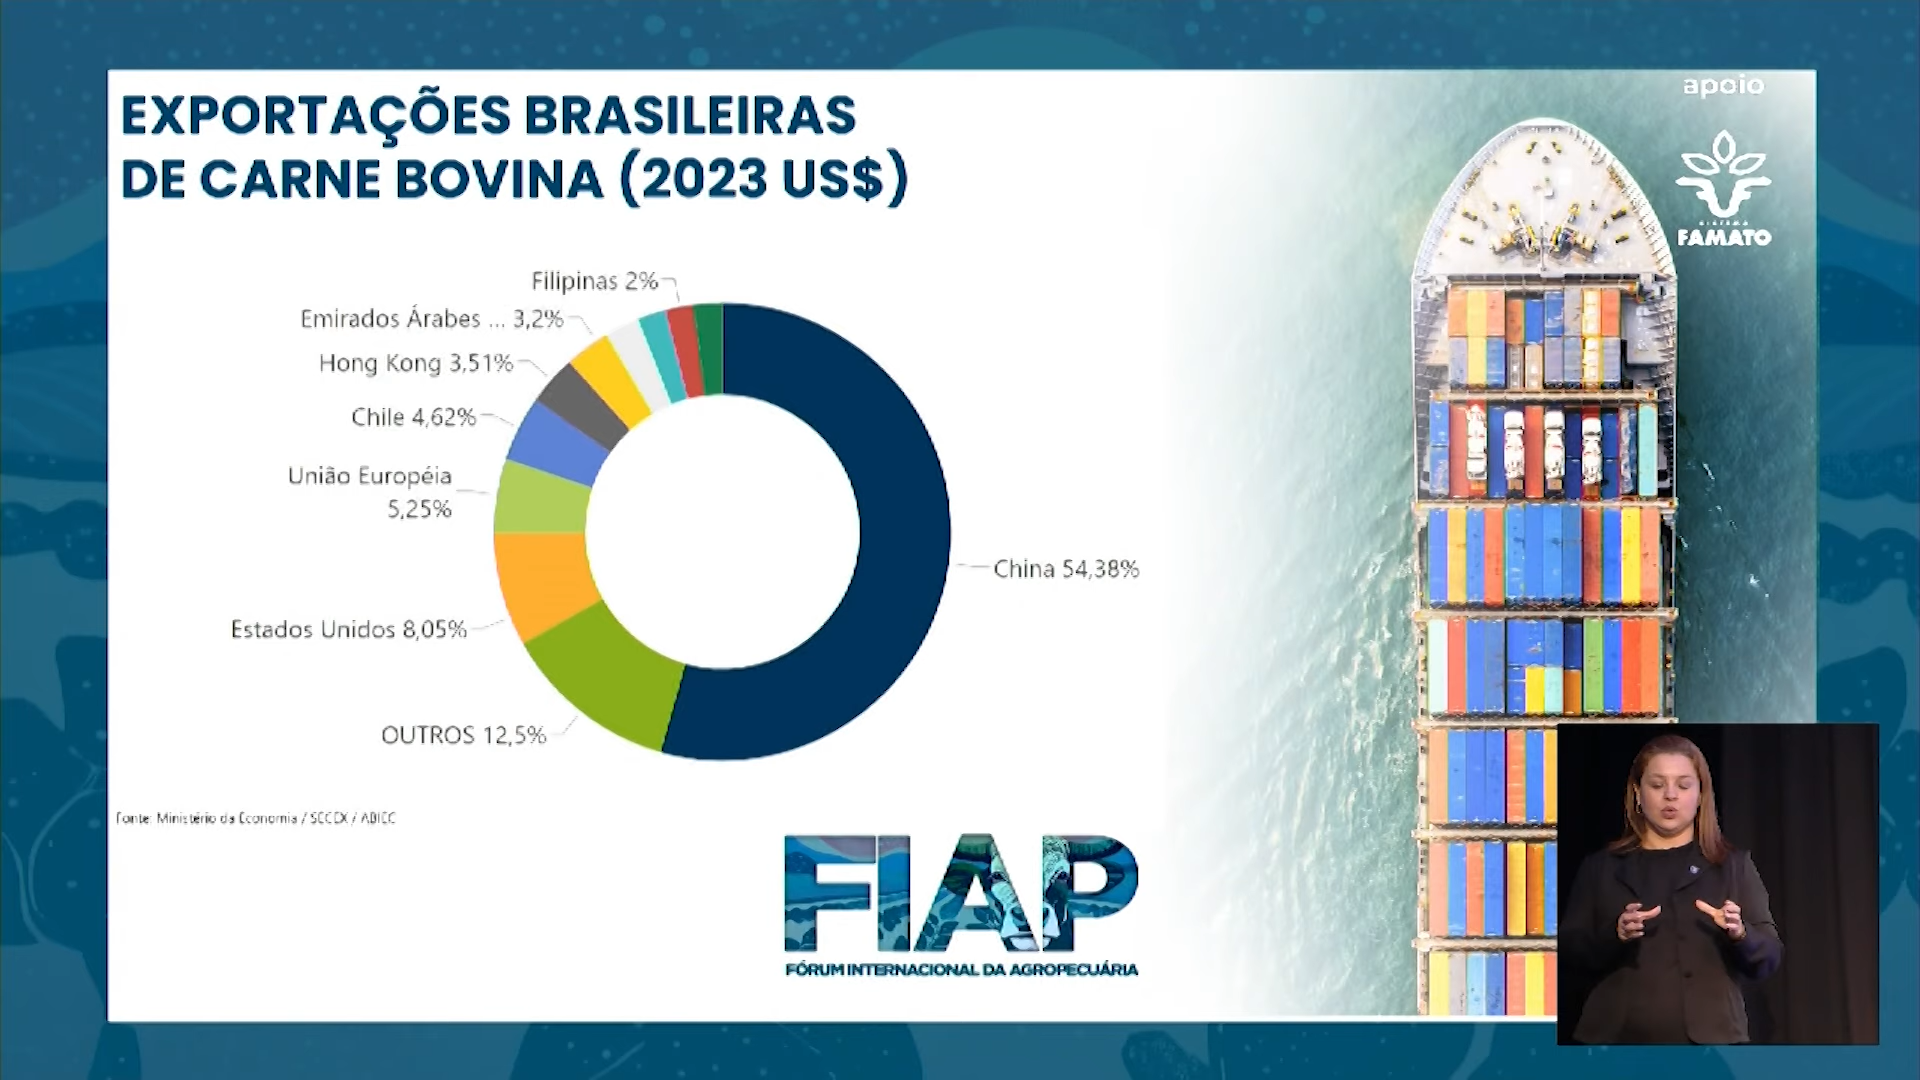 EXPORTAÇÕES BRASILEIRAS
DE CARNE BOVINA (2023 US$)
apoio
SISTEMA
FAMATO
Filipinas 2%
Emirados Árabes ... 3,2%
Hong Kong 3,51%
Chile 4,62%
União Européia
5,25%
China 54,38%
Estados Unidos 8,05%
OUTROS 12,5%
Fonte: Ministério da Economia / SECEX / ABIEC
FIAP
FÓRUM INTERNACIONAL DA AGROPECUÁRIA